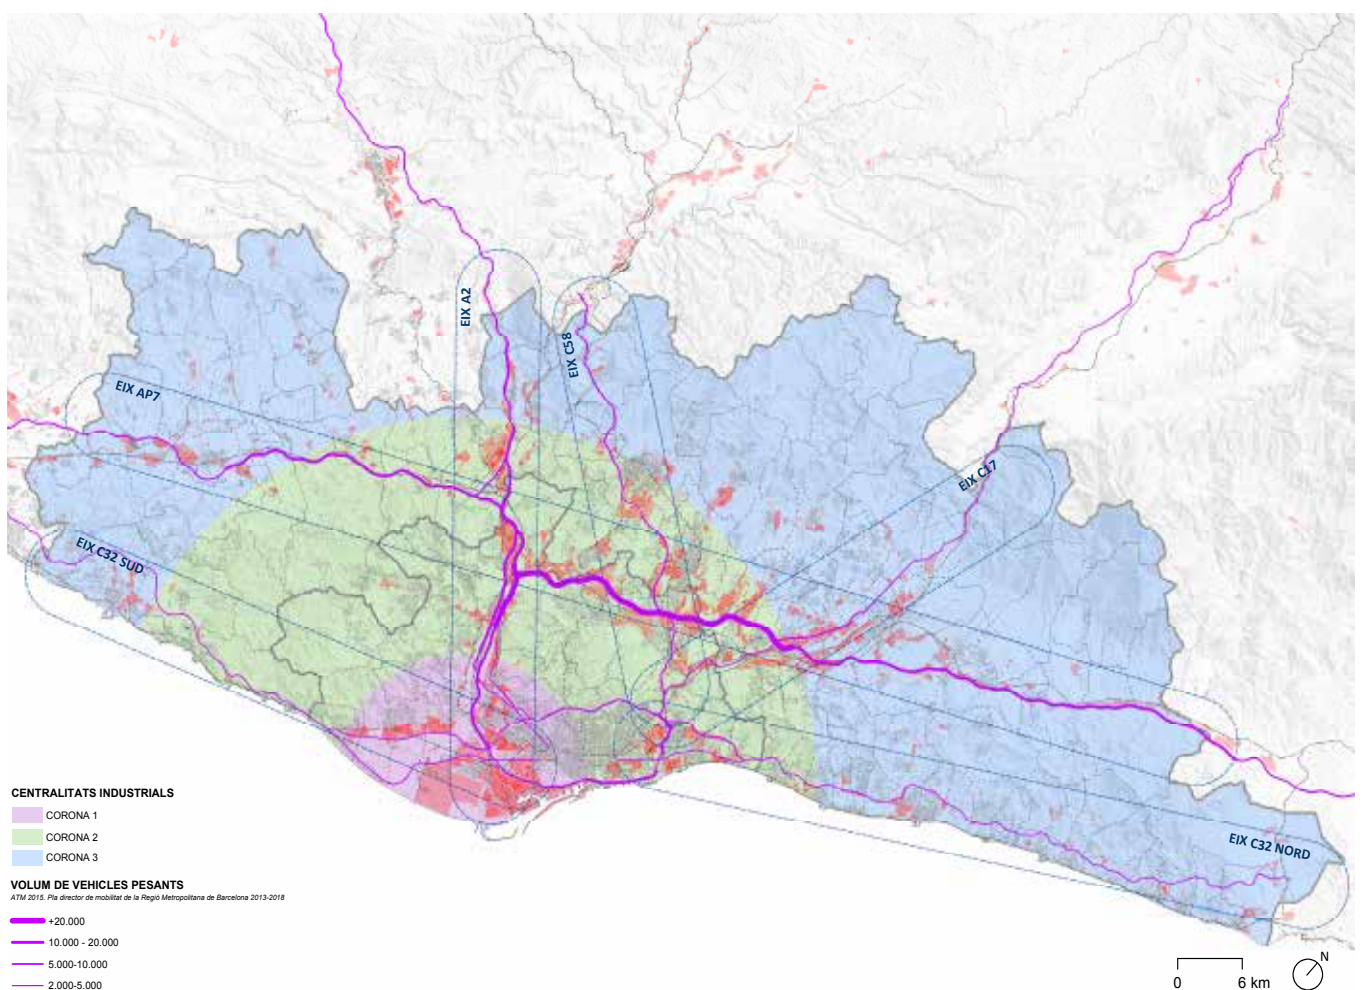 EIX A2
EIX C58
EIX AP7
EIX C17
EIX C32 SUD
EIX C32 NORD
CENTRALITATS INDUSTRIALS
CORONA 1
CORONA 2
CORONA 3
VOLUM DE VEHICLES PESANTS
ATM 2015. Pla director de mobilitat de la Regió Metropolitana de Barcelona 2013-2018
+20.000
10.000 - 20.000
5.000-10.000
2.000-5.000
N
0 6 km